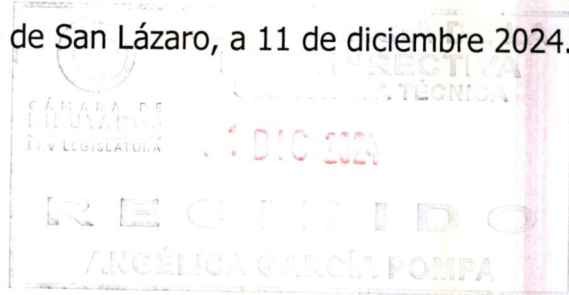 de San Lázaro, a 11 de diciembre 2024.
DIRECTIVA
TÉCNICA
CÁMARA DE
DIPUTADOS
LXV LEGISLATURA
1 DIC 2024
RECIBIDO
ANGÉLICA GARCÍA POMPA